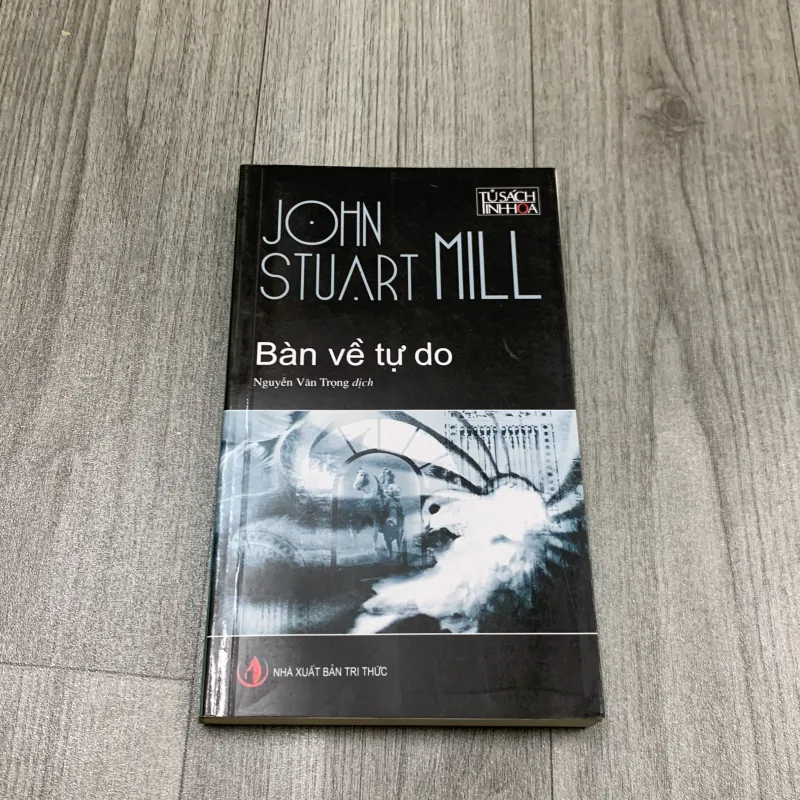 TỦ SÁCH
TINH HOA
JOHN
STUART MILL
Bàn về tự do
Nguyễn Văn Trọng dịch
NHÀ XUẤT BẢN TRI THỨC